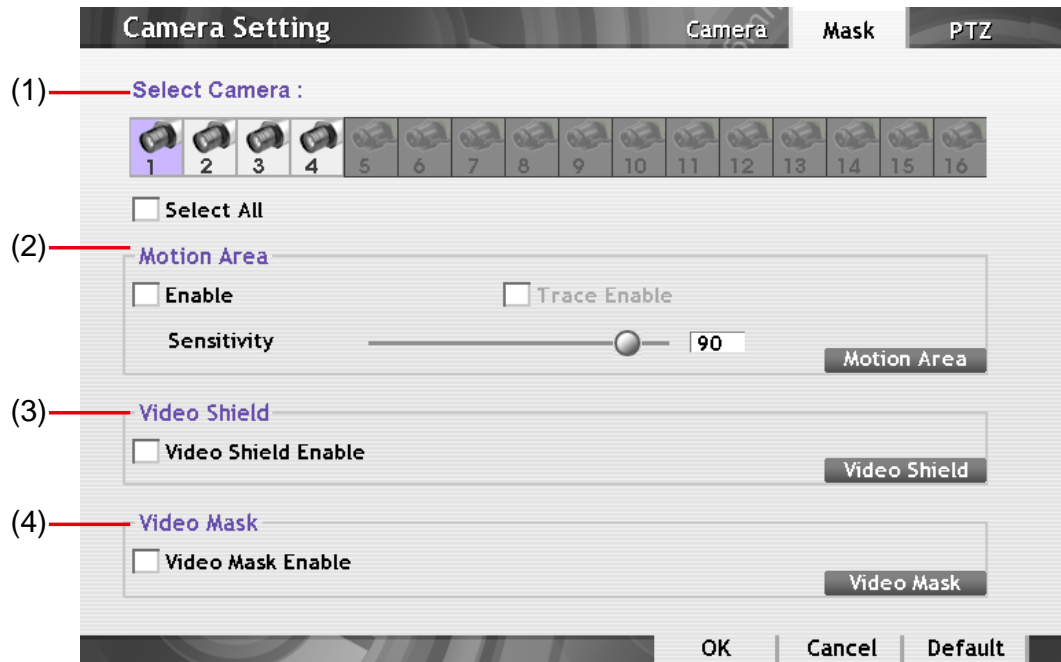 Camera Setting Camera Mask PTZ
(1) Select Camera :
1 2 3 4 5 6 7 8 9 10 11 12 13 14 15 16
Select All
(2) Motion Area
Enable Trace Enable
Sensitivity 90
Motion Area
(3) Video Shield
Video Shield Enable
Video Shield
(4) Video Mask
Video Mask Enable
Video Mask
OK Cancel Default